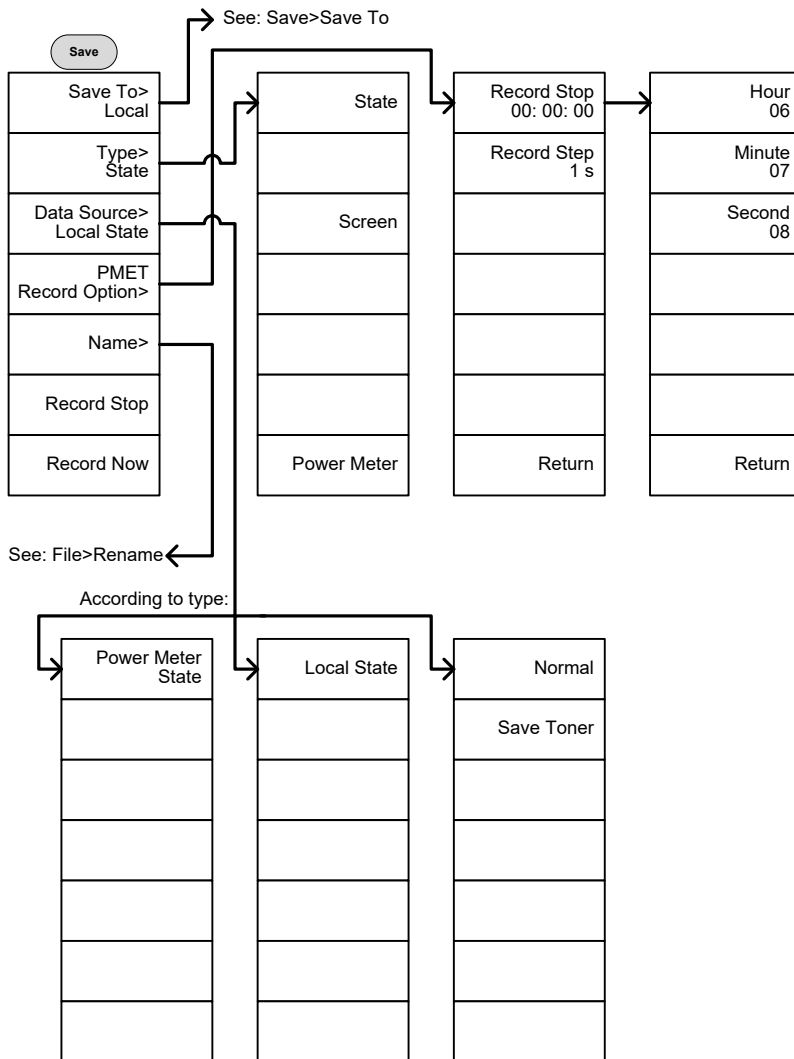 See: Save>Save To
Save
Save To>
Local
Type>
State
Data Source>
Local State
PMET
Record Option>
Name>
Record Stop
Record Now
State
Screen
Power Meter
Record Stop
00: 00: 00
Record Step
1 s
Return
Hour
06
Minute
07
Second
08
Return
See: File>Rename
According to type:
Power Meter
State
Local State
Normal
Save Toner